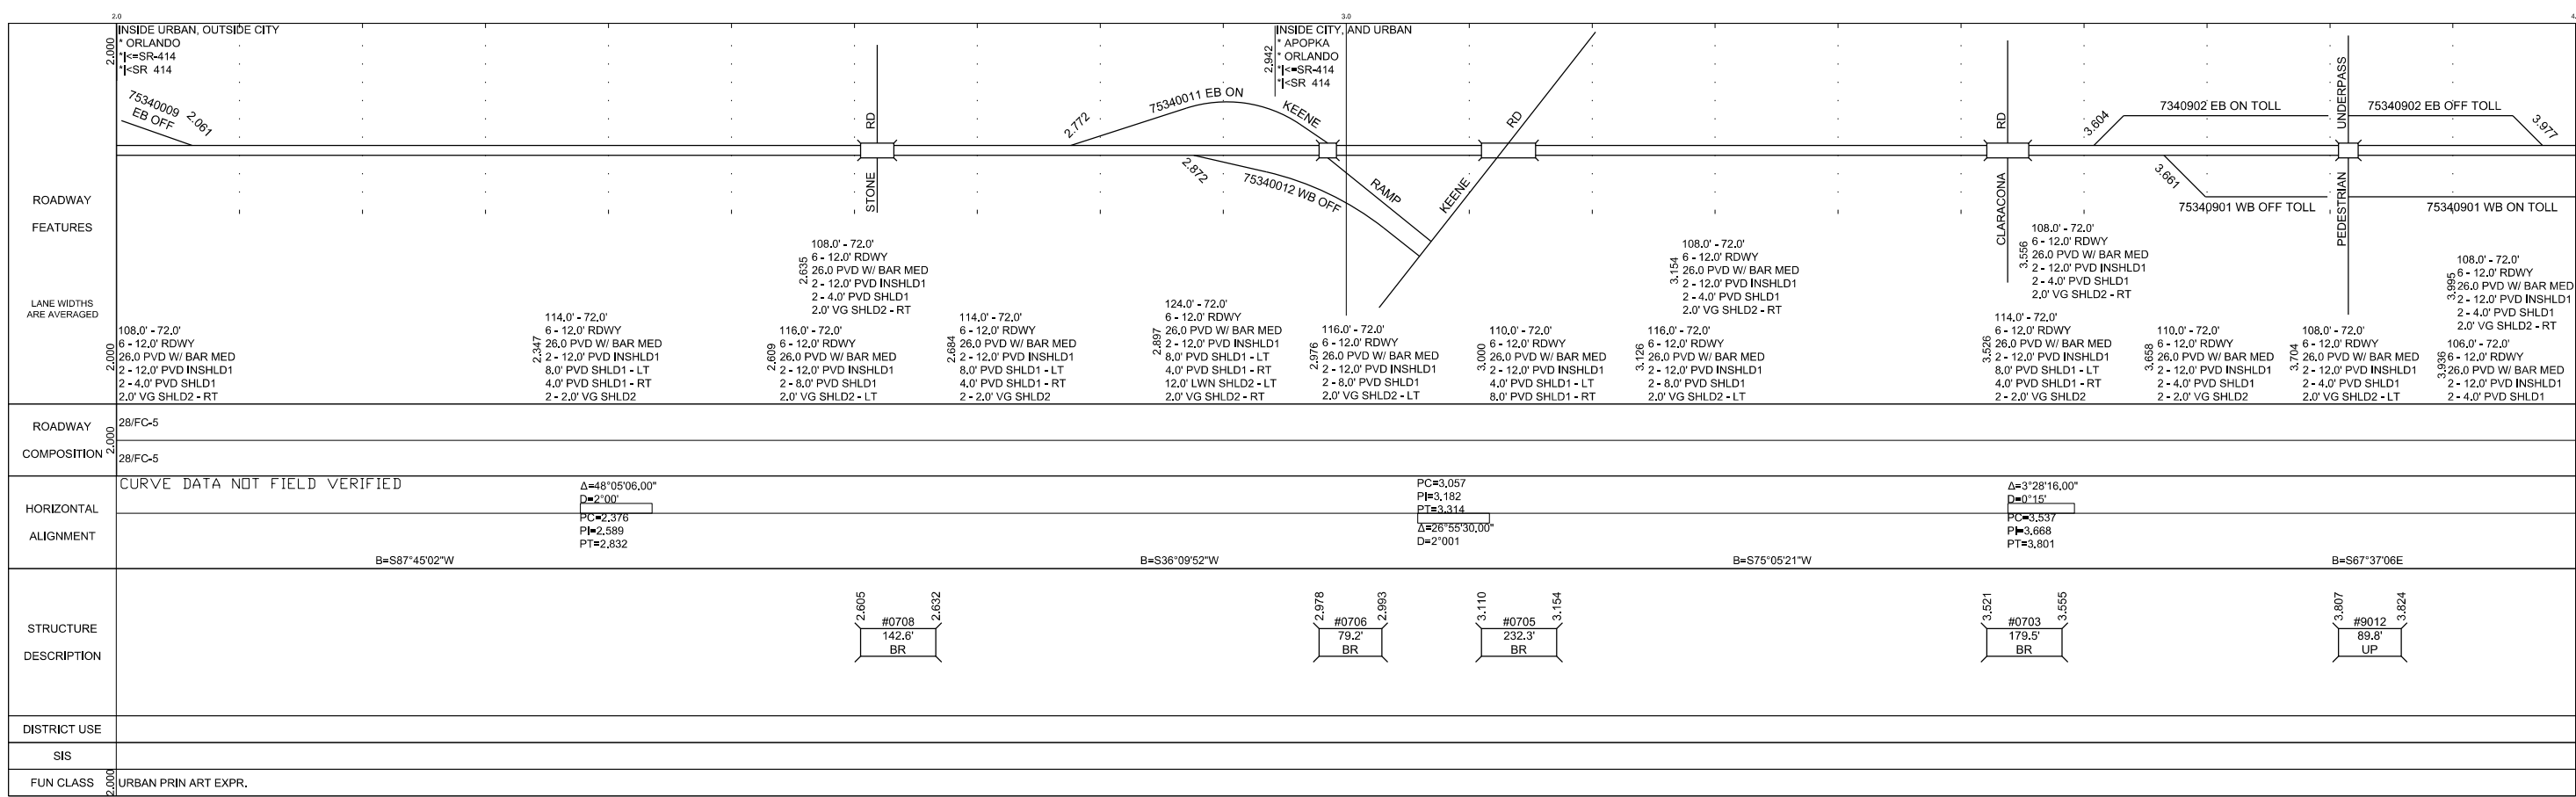 2.0
3.0
4.
INSIDE URBAN, OUTSIDE CITY
* ORLANDO
*|<=SR-414
*|<SR 414
2.000
INSIDE CITY, AND URBAN
* APOPKA
* ORLANDO
*|<=SR-414
*|<SR 414
2.942
75340009
EB OFF
2.061
STONE RD
2.772
75340011 EB ON
KEENE
RAMP
2.872
75340012 WB OFF
KEENE RD
CLARACONA RD
3.604
7340902 EB ON TOLL
PEDESTRIAN UNDERPASS
75340902 EB OFF TOLL
3.977
3.661
75340901 WB OFF TOLL
75340901 WB ON TOLL
ROADWAY
FEATURES
LANE WIDTHS
ARE AVERAGED
2.000
108.0' - 72.0'
6 - 12.0' RDWY
26.0 PVD W/ BAR MED
2 - 12.0' PVD INSHLD1
2 - 4.0' PVD SHLD1
2.0' VG SHLD2 - RT
2.347
114.0' - 72.0'
6 - 12.0' RDWY
26.0 PVD W/ BAR MED
2 - 12.0' PVD INSHLD1
8.0' PVD SHLD1 - LT
4.0' PVD SHLD1 - RT
2 - 2.0' VG SHLD2
2.609
116.0' - 72.0'
6 - 12.0' RDWY
26.0 PVD W/ BAR MED
2 - 12.0' PVD INSHLD1
2 - 8.0' PVD SHLD1
2.0' VG SHLD2 - LT
2.635
108.0' - 72.0'
6 - 12.0' RDWY
26.0 PVD W/ BAR MED
2 - 12.0' PVD INSHLD1
2 - 4.0' PVD SHLD1
2.0' VG SHLD2 - RT
2.684
114.0' - 72.0'
6 - 12.0' RDWY
26.0 PVD W/ BAR MED
2 - 12.0' PVD INSHLD1
8.0' PVD SHLD1 - LT
4.0' PVD SHLD1 - RT
2 - 2.0' VG SHLD2
2.897
124.0' - 72.0'
6 - 12.0' RDWY
26.0 PVD W/ BAR MED
2 - 12.0' PVD INSHLD1
8.0' PVD SHLD1 - LT
4.0' PVD SHLD1 - RT
12.0' LWN SHLD2 - LT
2.0' VG SHLD2 - RT
2.976
116.0' - 72.0'
6 - 12.0' RDWY
26.0 PVD W/ BAR MED
2 - 12.0' PVD INSHLD1
2 - 8.0' PVD SHLD1
2.0' VG SHLD2 - LT
3.000
110.0' - 72.0'
6 - 12.0' RDWY
26.0 PVD W/ BAR MED
2 - 12.0' PVD INSHLD1
4.0' PVD SHLD1 - LT
8.0' PVD SHLD1 - RT
3.126
116.0' - 72.0'
6 - 12.0' RDWY
26.0 PVD W/ BAR MED
2 - 12.0' PVD INSHLD1
2 - 8.0' PVD SHLD1
2.0' VG SHLD2 - LT
3.154
108.0' - 72.0'
6 - 12.0' RDWY
26.0 PVD W/ BAR MED
2 - 12.0' PVD INSHLD1
2 - 4.0' PVD SHLD1
2.0' VG SHLD2 - RT
3.526
114.0' - 72.0'
6 - 12.0' RDWY
26.0 PVD W/ BAR MED
2 - 12.0' PVD INSHLD1
8.0' PVD SHLD1 - LT
4.0' PVD SHLD1 - RT
2 - 2.0' VG SHLD2
3.556
108.0' - 72.0'
6 - 12.0' RDWY
26.0 PVD W/ BAR MED
2 - 12.0' PVD INSHLD1
2 - 4.0' PVD SHLD1
2.0' VG SHLD2 - RT
3.658
110.0' - 72.0'
6 - 12.0' RDWY
26.0 PVD W/ BAR MED
2 - 12.0' PVD INSHLD1
2 - 4.0' PVD SHLD1
2 - 2.0' VG SHLD2
3.704
108.0' - 72.0'
6 - 12.0' RDWY
26.0 PVD W/ BAR MED
2 - 12.0' PVD INSHLD1
2 - 4.0' PVD SHLD1
2.0' VG SHLD2 - LT
3.936
106.0' - 72.0'
6 - 12.0' RDWY
26.0 PVD W/ BAR MED
2 - 12.0' PVD INSHLD1
2 - 4.0' PVD SHLD1
3.995
108.0' - 72.0'
6 - 12.0' RDWY
26.0 PVD W/ BAR MED
2 - 12.0' PVD INSHLD1
2 - 4.0' PVD SHLD1
2.0' VG SHLD2 - RT
ROADWAY
COMPOSITION
2.000
28/FC-5
28/FC-5
HORIZONTAL
ALIGNMENT
CURVE DATA NOT FIELD VERIFIED
Δ=48°05'06.00"
D=2°00'
PC=2.376
PI=2.589
PT=2.832
PC=3.057
PI=3.182
PT=3.314
Δ=26°55'30.00"
D=2°001
Δ=3°28'16.00"
D=0°15'
PC=3.537
PI=3.668
PT=3.801
B=S87°45'02"W
B=S36°09'52"W
B=S75°05'21"W
B=S67°37'06E
STRUCTURE
DESCRIPTION
2.605
2.632
#0708
142.6'
BR
2.978
2.993
#0706
79.2'
BR
3.110
3.154
#0705
232.3'
BR
3.521
3.555
#0703
179.5'
BR
3.807
3.824
#9012
89.8'
UP
DISTRICT USE
SIS
FUN CLASS
2.000
URBAN PRIN ART EXPR.